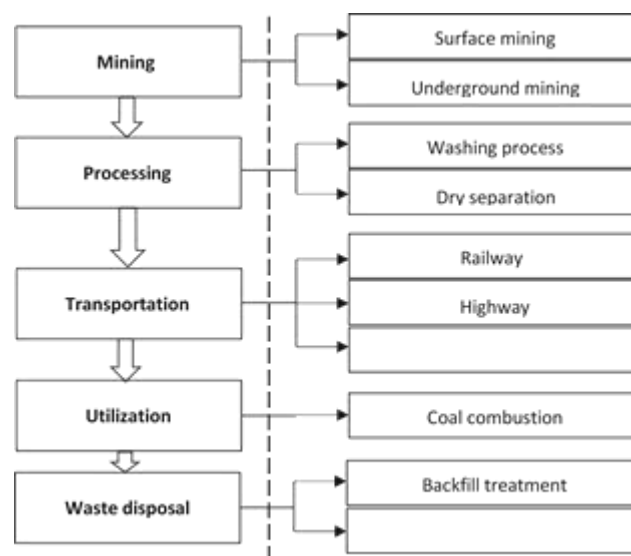 Mining
Surface mining
Underground mining
Processing
Washing process
Dry separation
Transportation
Railway
Highway
Utilization
Coal combustion
Waste disposal
Backfill treatment